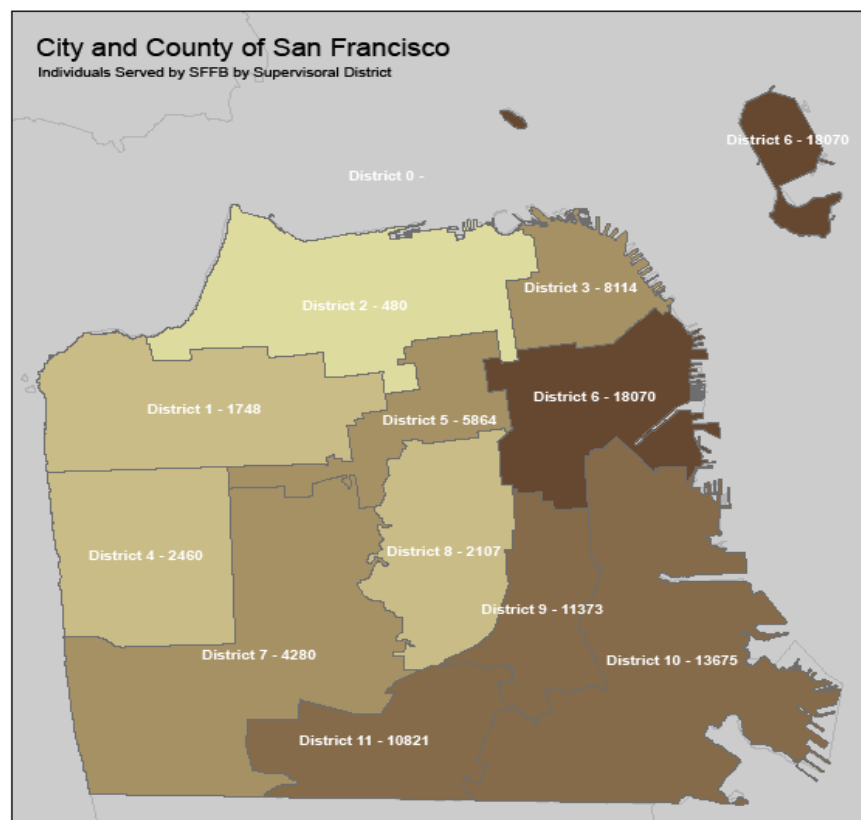 City and County of San Francisco
Individuals Served by SFFB by Supervisoral District
District 6 - 18070
District 0 -
District 3 - 8114
District 2 - 480
District 6 - 18070
District 1 - 1748
District 5 - 5864
District 8 - 2107
District 4 - 2460
District 9 - 11373
District 7 - 4280
District 10 - 13675
District 11 - 10821